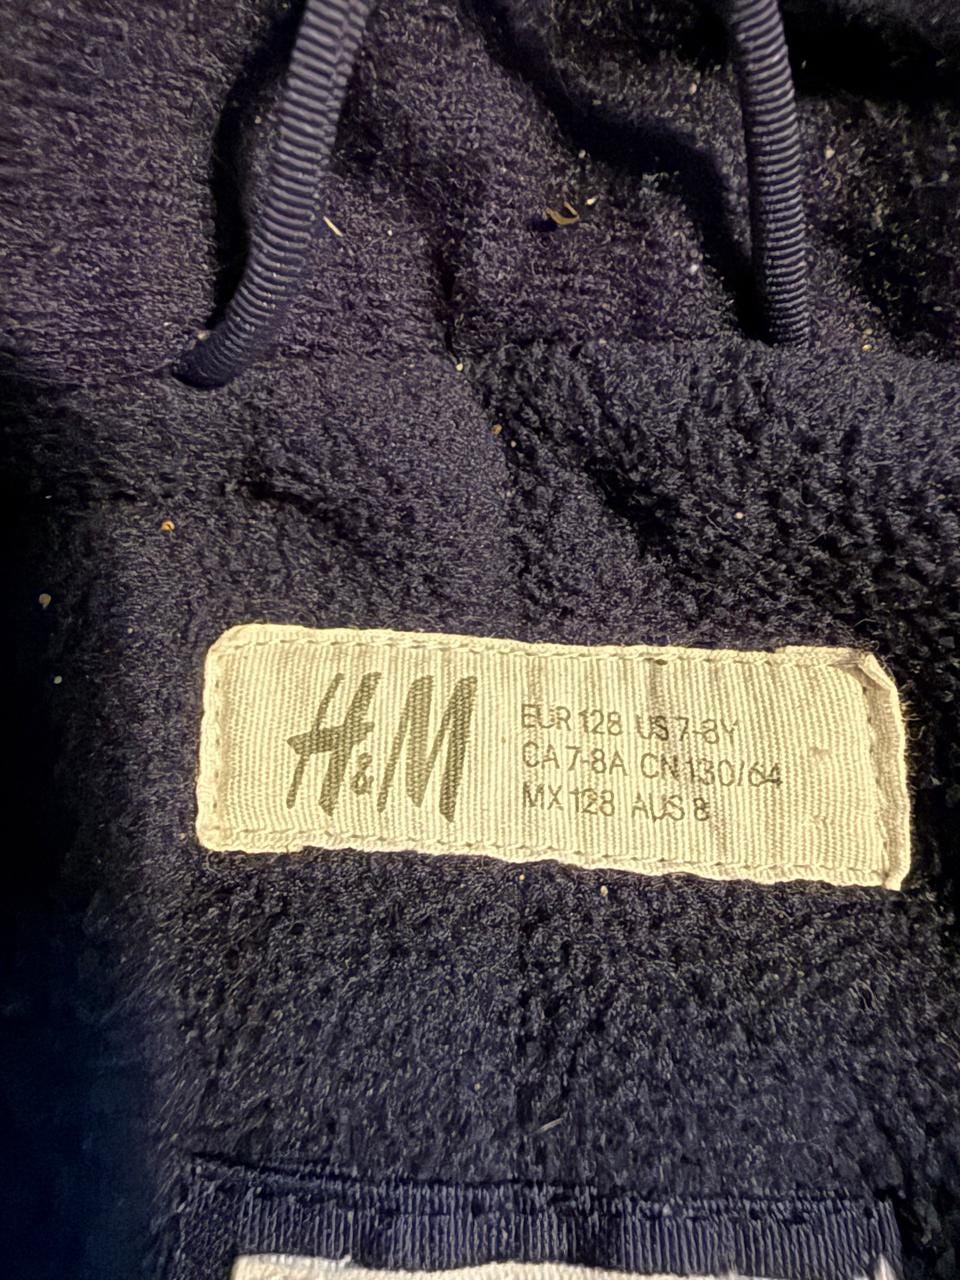 H&M
EUR 128 US 7-8Y
CA 7-8A CN 130/64
MX 128 AUS 8